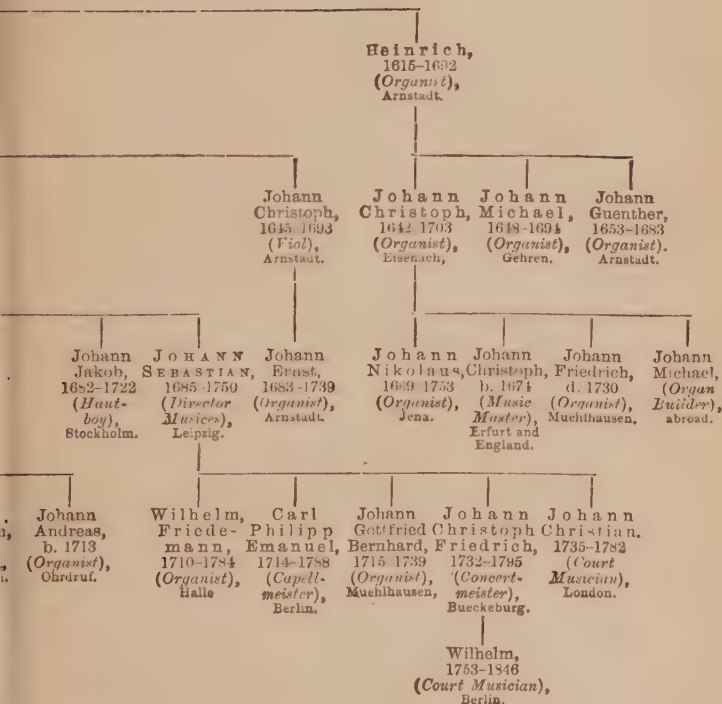 Heinrich,
1615–1692
(Organist),
Arnstadt.
Johann
Christoph,
1645–1693
(Viol),
Arnstadt.
Johann
Christoph,
1642–1703
(Organist),
Eisenach,
Johann
Michael,
1648-1694
(Organist),
Gehren.
Johann
Guenther,
1653-1683
(Organist).
Arnstadt.
Johann
Jakob,
1682–1722
(Haut-
boy),
Stockholm.
JOHANN
SEBASTIAN,
1685–1750
(Director
Musices),
Leipzig.
Johann
Ernst,
1683–1739
(Organist),
Arnstadt.
Johann
Nikolaus,
1669–1753
(Organist),
Jena.
Johann
Christoph,
b. 1674
(Music
Master),
Erfurt and
England.
Johann
Friedrich,
d. 1730
(Organist),
Muehlhausen.
Johann
Michael,
(Organ
Builder),
abroad.
Johann
Andreas,
b. 1713
(Organist),
Ohrdruf.
Wilhelm,
Friede-
mann,
1710–1784
(Organist),
Halle
Carl
Philipp
Emanuel,
1714–1788
(Capell-
meister),
Berlin.
Johann
Gottfried
Bernhard,
1715–1739
(Organist),
Muehlhausen,
Johann
Christoph
Friedrich,
1732–1795
(Concert-
meister),
Bueckeburg.
Johann
Christian.
1735–1782
(Court
Musician),
London.
Wilhelm,
1753–1846
(Court Musician),
Berlin.